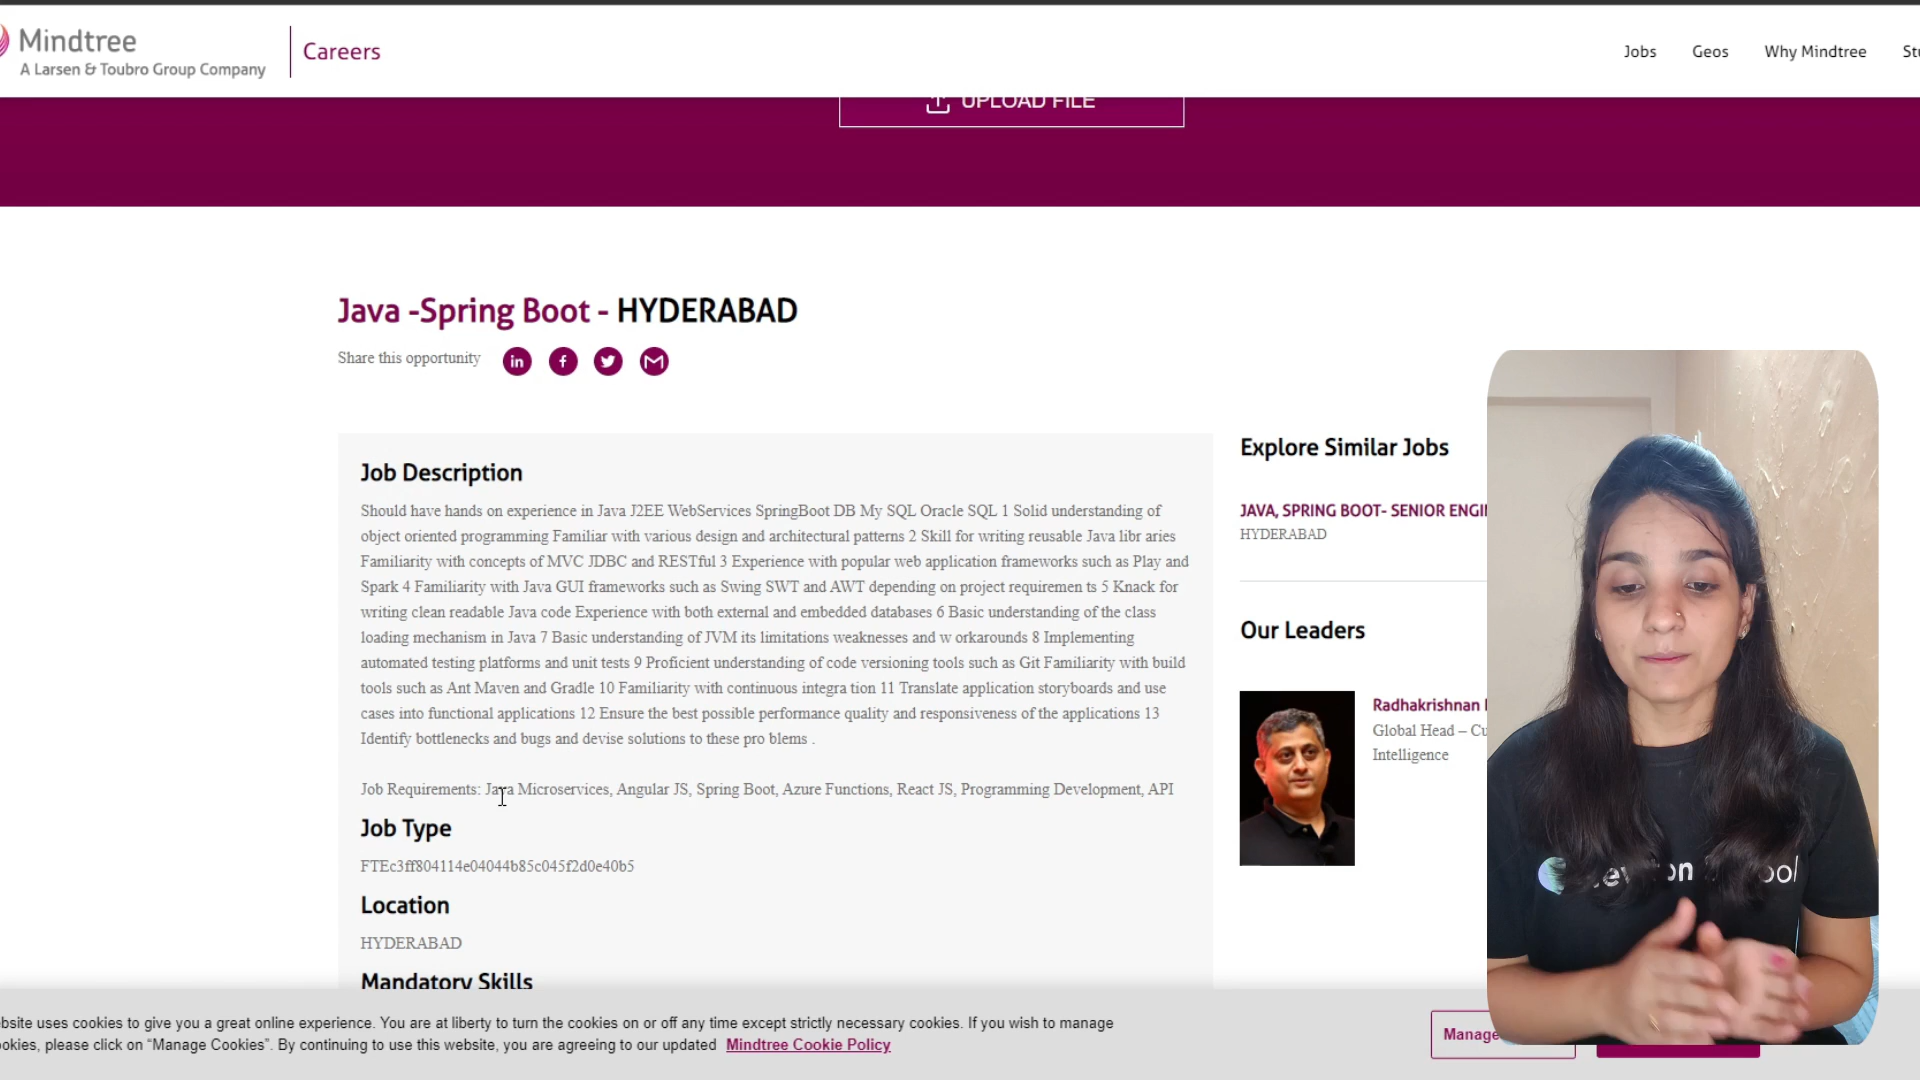 Mindtree
A Larsen & Toubro Group Company
Careers
Jobs
Geos
Why Mindtree
UPLOAD FILE
Java -Spring Boot - HYDERABAD
Share this opportunity
Job Description
Should have hands on experience in Java J2EE WebServices SpringBoot DB My SQL Oracle SQL 1 Solid understanding of
object oriented programming Familiar with various design and architectural patterns 2 Skill for writing reusable Java libr aries
Familiarity with concepts of MVC JDBC and RESTful 3 Experience with popular web application frameworks such as Play and
Spark 4 Familiarity with Java GUI frameworks such as Swing SWT and AWT depending on project requiremen ts 5 Knack for
writing clean readable Java code Experience with both external and embedded databases 6 Basic understanding of the class
loading mechanism in Java 7 Basic understanding of JVM its limitations weaknesses and w orkarounds 8 Implementing
automated testing platforms and unit tests 9 Proficient understanding of code versioning tools such as Git Familiarity with build
tools such as Ant Maven and Gradle 10 Familiarity with continuous integra tion 11 Translate application storyboards and use
cases into functional applications 12 Ensure the best possible performance quality and responsiveness of the applications 13
Identify bottlenecks and bugs and devise solutions to these pro blems .
Job Requirements: Java Microservices, Angular JS, Spring Boot, Azure Functions, React JS, Programming Development, API
Job Type
FTEc3ff804114e04044b85c045f2d0e40b5
Location
HYDERABAD
Mandatory Skills
Explore Similar Jobs
JAVA, SPRING BOOT- SENIOR
HYDERABAD
Our Leaders
Radhakrishnan
Global Head –
Intelligence
uses cookies to give you a great online experience. You are at liberty to turn the cookies on or off any time except strictly necessary cookies. If you wish to manage
please click on “Manage Cookies”. By continuing to use this website, you are agreeing to our updated Mindtree Cookie Policy
Manage